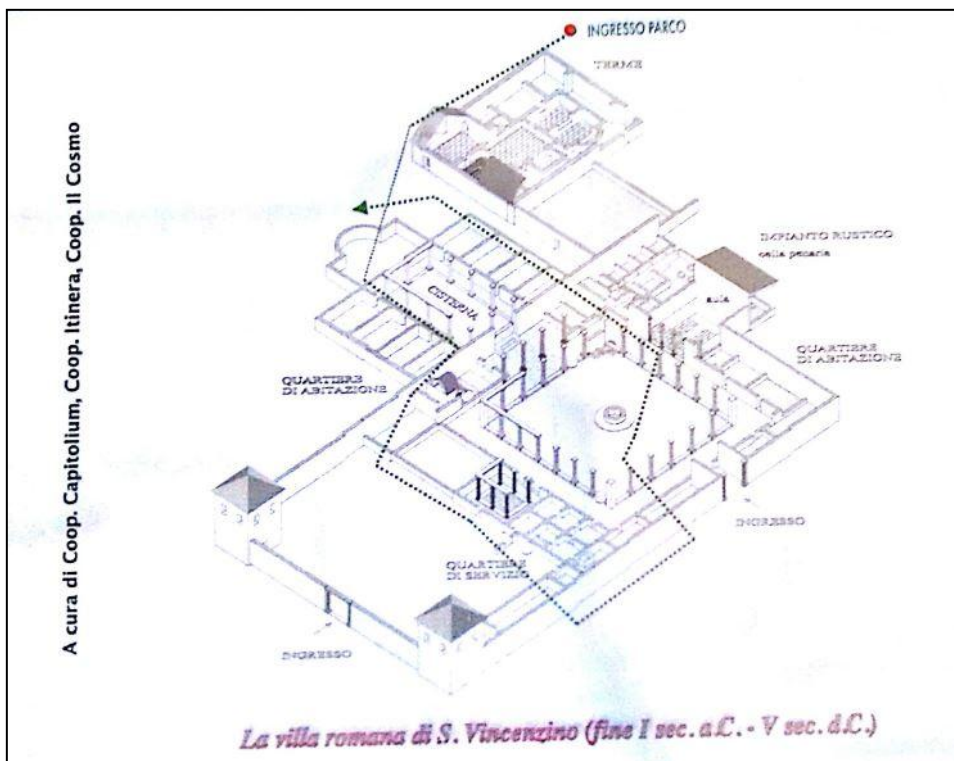 INGRESSO PARCO
TERME
A cura di Coop. Capitolium, Coop. Itinera, Coop. Il Cosmo
IMPIANTO RUSTICO
cella pecaria
aula
CISTERNA
QUARTIERE
DI ABITAZIONE
QUARTIERE
DI ABITAZIONE
INGRESSO
QUARTIERE
DI SERVIZIO
INGRESSO
La villa romana di S. Vincenzino (fine I sec. a.C. - V sec. d.C.)